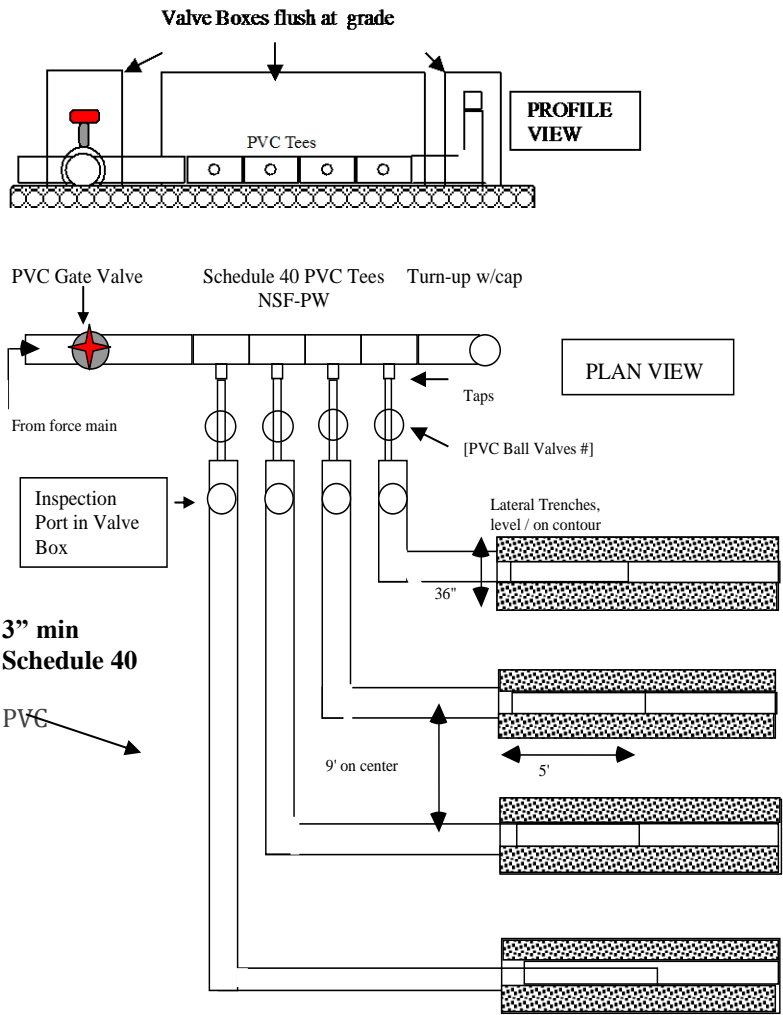 Valve Boxes flush at grade
PROFILE
VIEW
PVC Tees
PVC Gate Valve
Schedule 40 PVC Tees
NSF-PW
Turn-up w/cap
PLAN VIEW
Taps
From force main
[PVC Ball Valves #]
Inspection
Port in Valve
Box
Lateral Trenches,
level / on contour
36"
3” min
Schedule 40
PVC
9' on center
5'